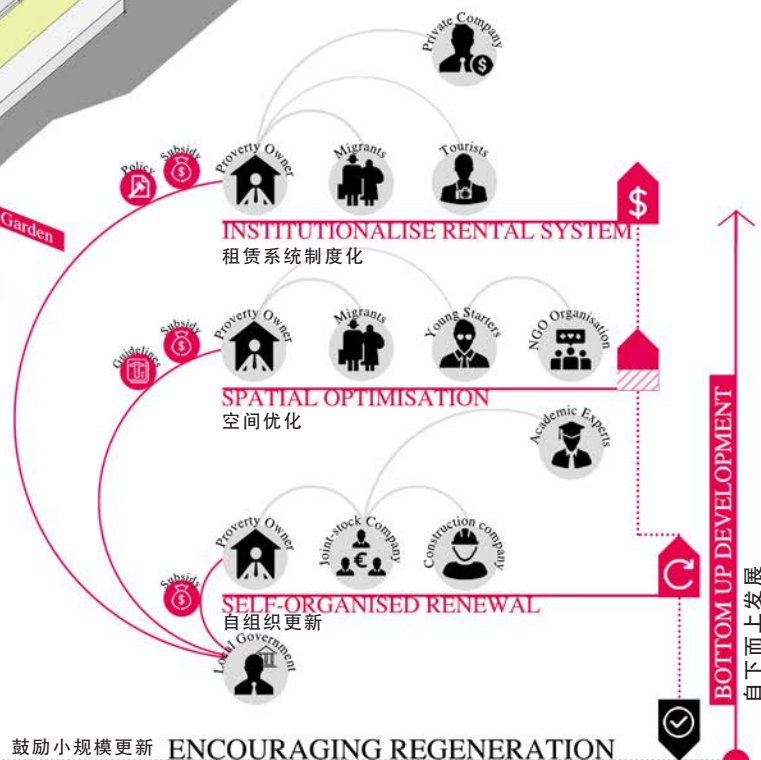 Private Company
Policy
Subsidy
Proverty Owner
Migrants
Tourists
Garden
INSTITUTIONALISE RENTAL SYSTEM
租赁系统制度化
Guidelines
Subsidy
Proverty Owner
Migrants
Young Starters
NGO Organisation
SPATIAL OPTIMISATION
空间优化
Academic Experts
Subsidy
Proverty Owner
Joint-stock Company
Construction company
SELF-ORGANISED RENEWAL
自组织更新
Local Government
BOTTOM UP DEVELOPMENT
自下而上发展
鼓励小规模更新 ENCOURAGING REGENERATION